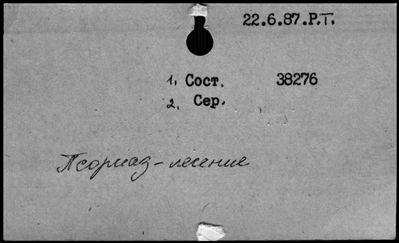 22.6.87.Р.Т.
1. Сост. 38276
2. Сер.
Псориаз - лечение